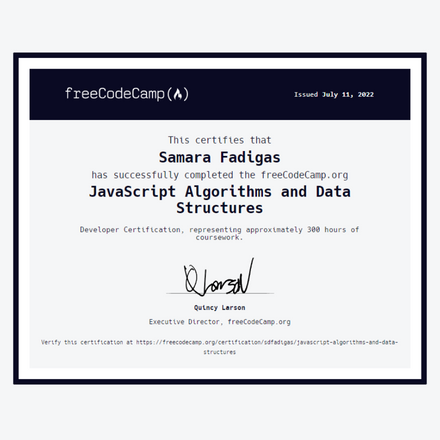 freeCodeCamp(🔥)
Issued July 11, 2022
This certifies that
Samara Fadigas
has successfully completed the freeCodeCamp.org
JavaScript Algorithms and Data
Structures
Developer Certification, representing approximately 300 hours of
coursework.
QLarson
Quincy Larson
Executive Director, freeCodeCamp.org
Verify this certification at https://freecodecamp.org/certification/sdfadigas/javascript-algorithms-and-data-
structures